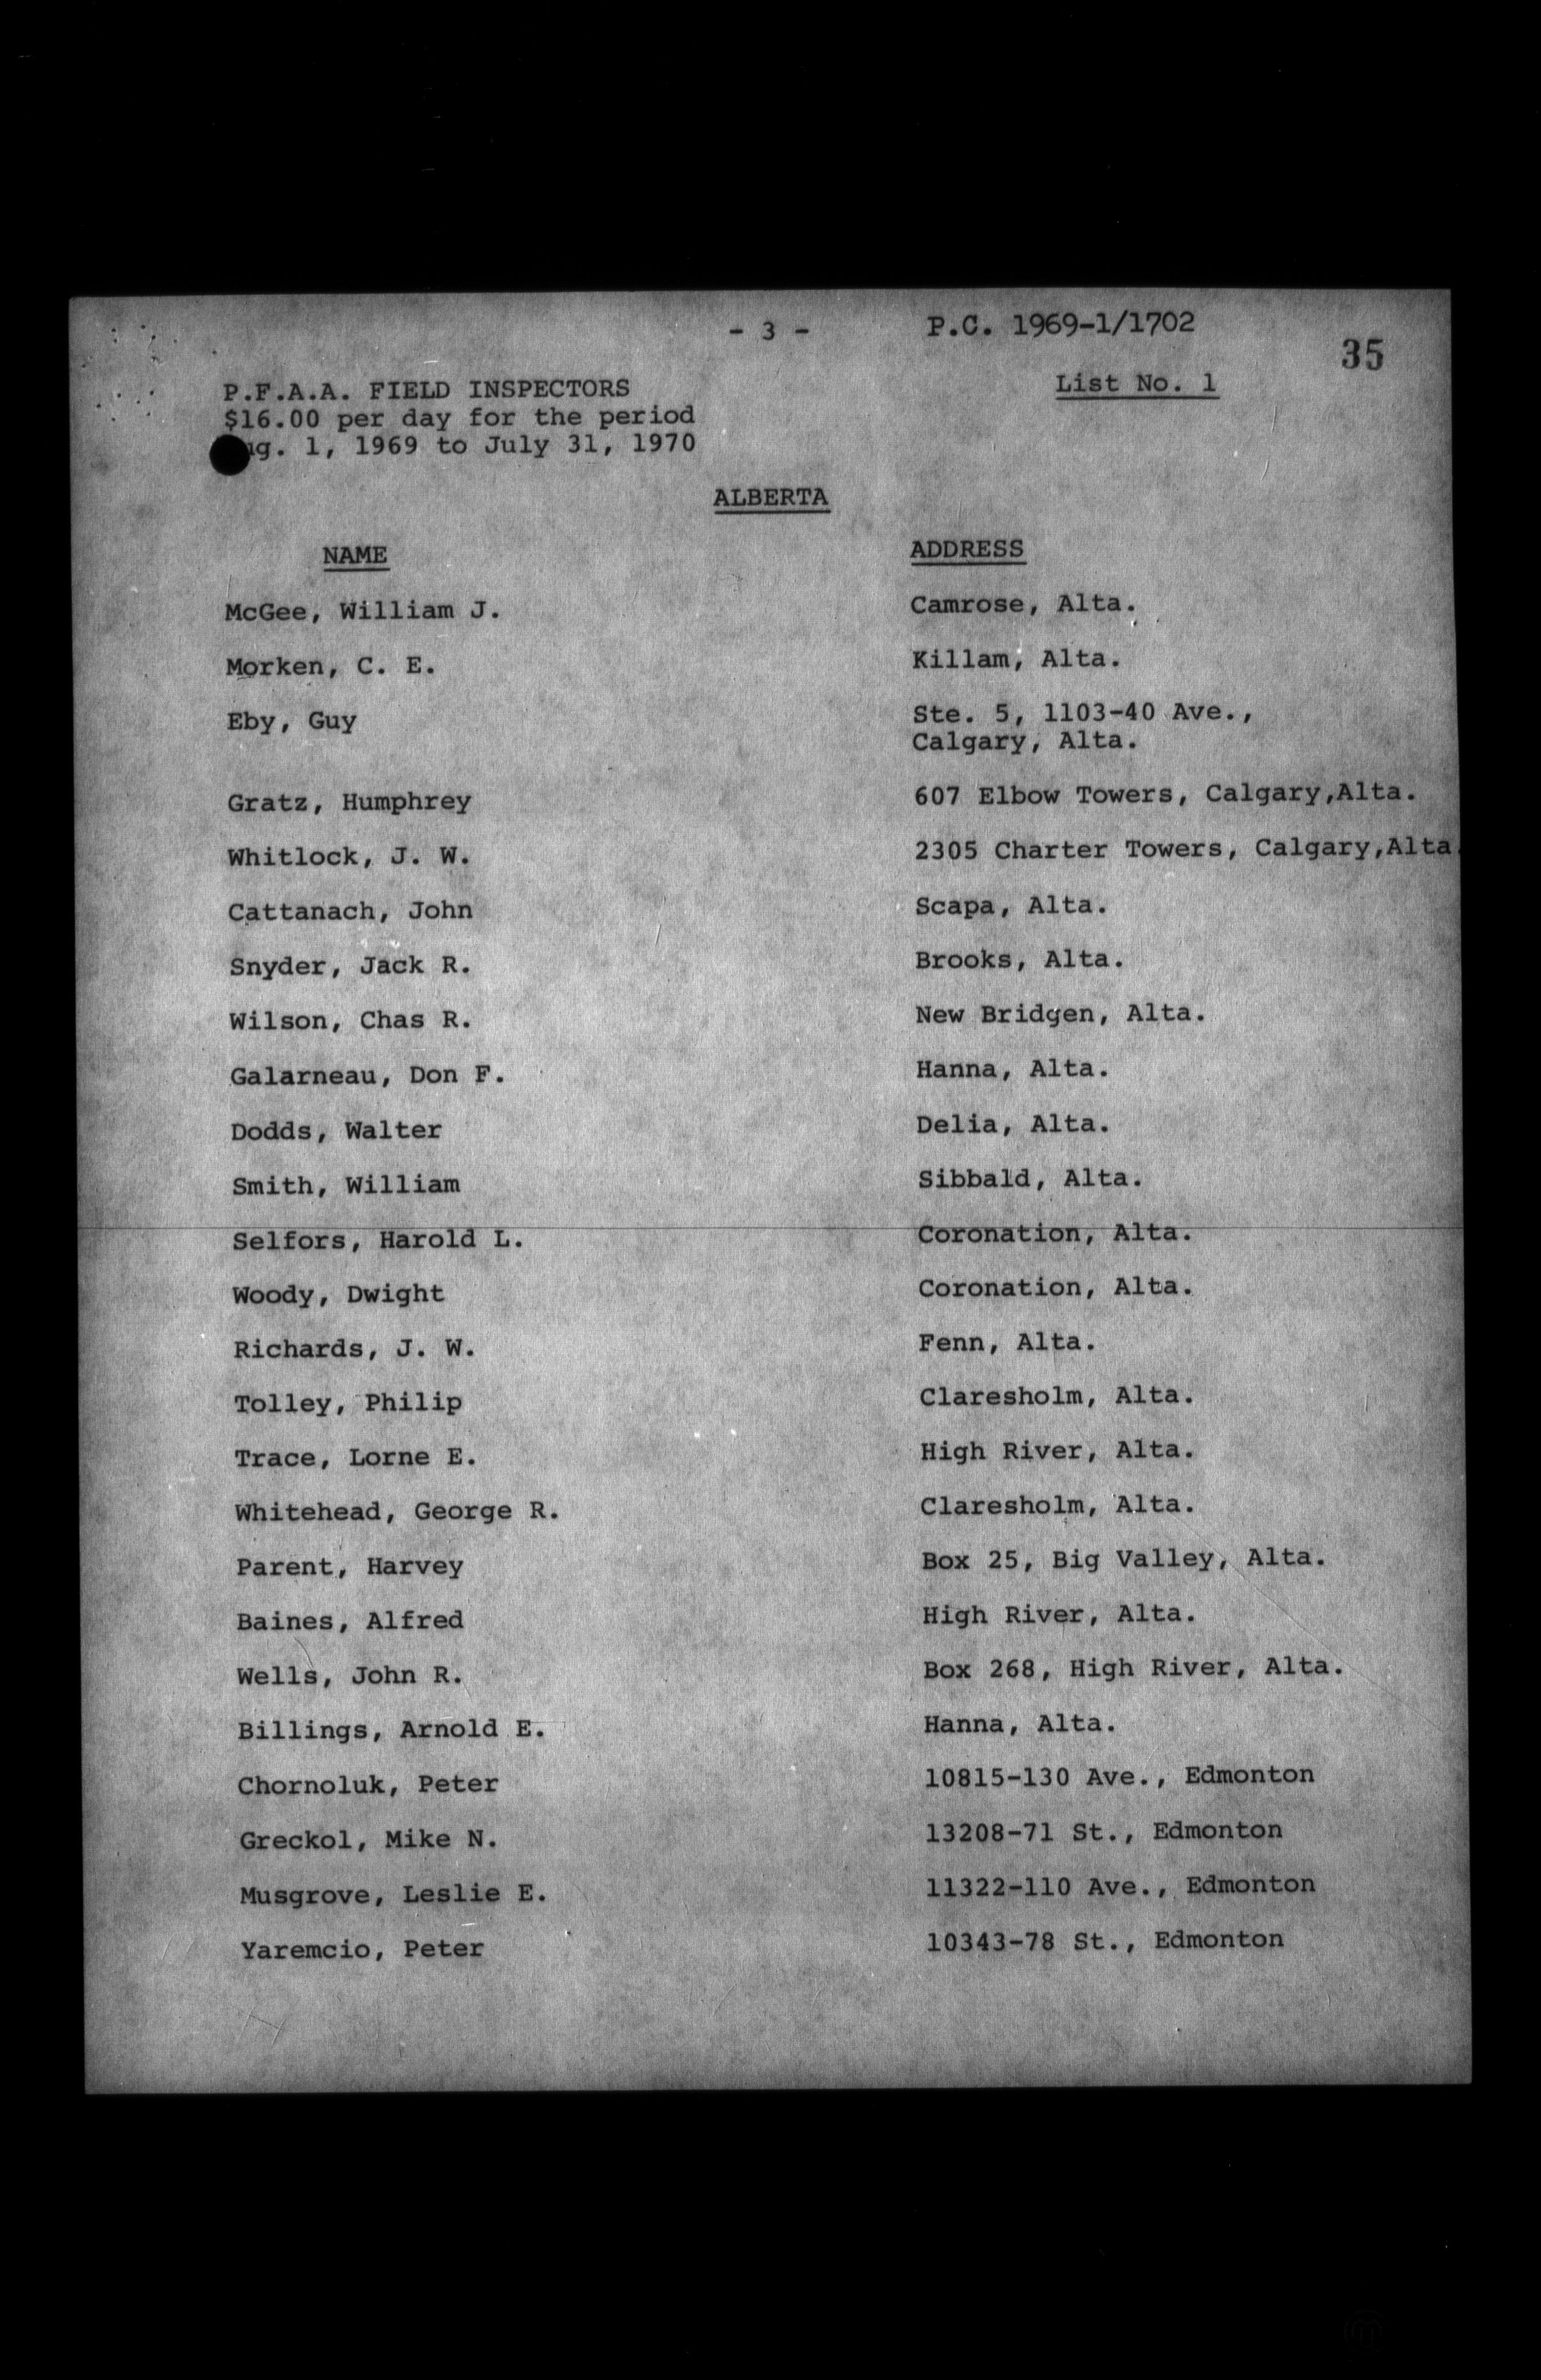 - 3 -
P.C. 1969-1/1702
35
P.F.A.A. FIELD INSPECTORS
List No. 1
$16.00 per day for the period
ug. 1, 1969 to July 31, 1970
ALBERTA
NAME ADDRESS
McGee, William J. Camrose, Alta.
Morken, C. E. Killam, Alta.
Eby, Guy Ste. 5, 1103-40 Ave.,
Calgary, Alta.
Gratz, Humphrey 607 Elbow Towers, Calgary,Alta.
Whitlock, J. W. 2305 Charter Towers, Calgary,Alta.
Cattanach, John Scapa, Alta.
Snyder, Jack R. Brooks, Alta.
Wilson, Chas R. New Bridgen, Alta.
Galarneau, Don F. Hanna, Alta.
Dodds, Walter Delia, Alta.
Smith, William Sibbald, Alta.
Selfors, Harold L. Coronation, Alta.
Woody, Dwight Coronation, Alta.
Richards, J. W. Fenn, Alta.
Tolley, Philip Claresholm, Alta.
Trace, Lorne E. High River, Alta.
Whitehead, George R. Claresholm, Alta.
Parent, Harvey Box 25, Big Valley, Alta.
Baines, Alfred High River, Alta.
Wells, John R. Box 268, High River, Alta.
Billings, Arnold E. Hanna, Alta.
Chornoluk, Peter 10815-130 Ave., Edmonton
Greckol, Mike N. 13208-71 St., Edmonton
Musgrove, Leslie E. 11322-110 Ave., Edmonton
Yaremcio, Peter 10343-78 St., Edmonton